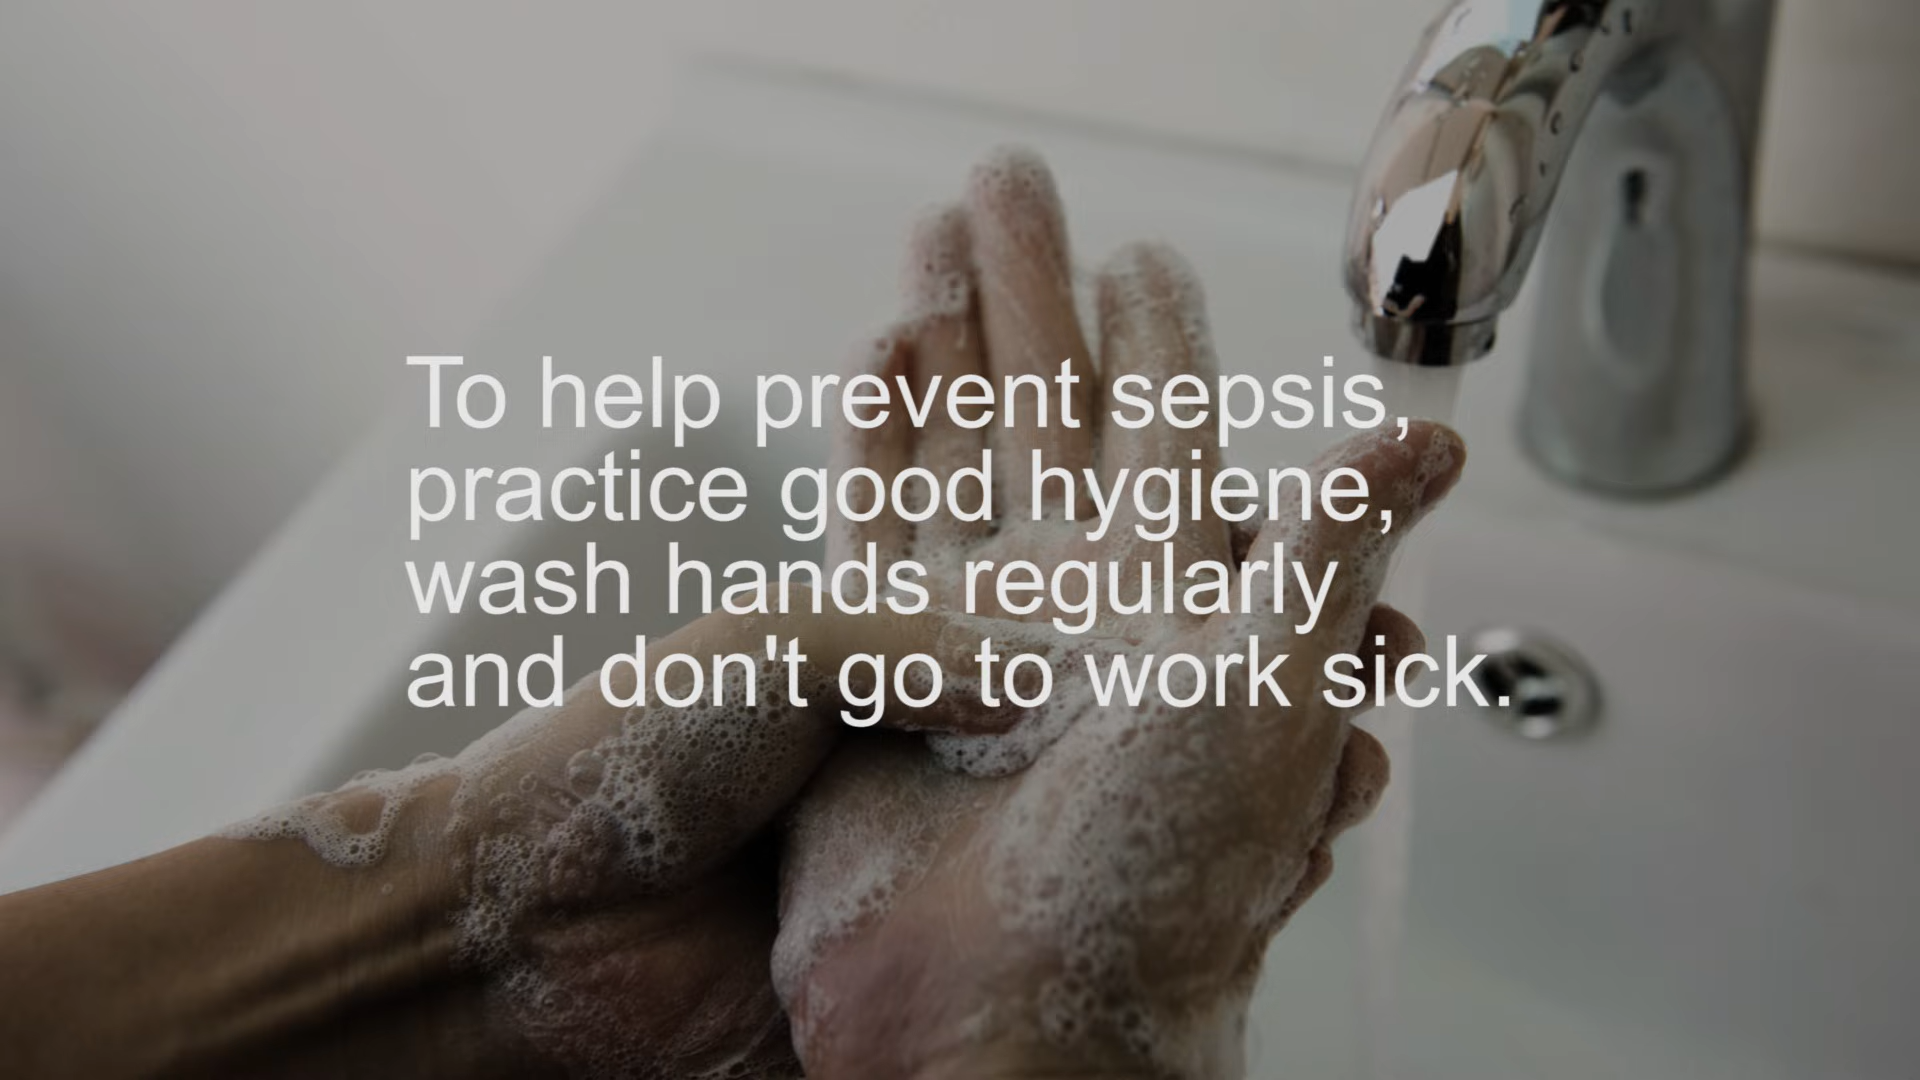 To help prevent sepsis,
practice good hygiene,
wash hands regularly
and don't go to work sick.